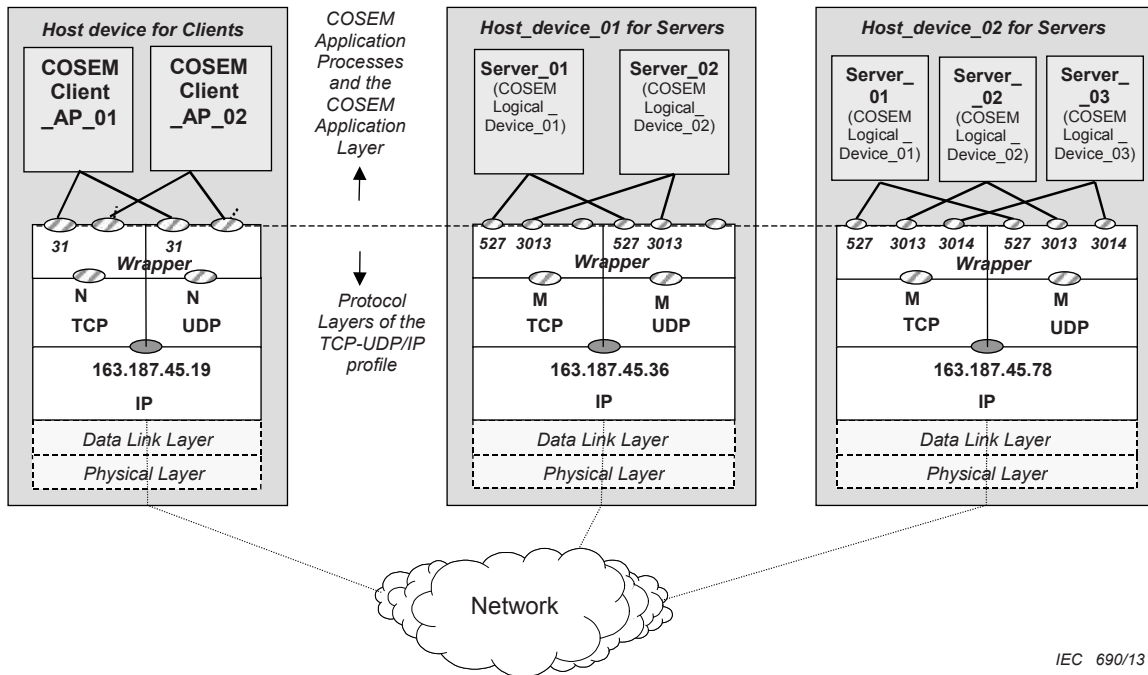 Host device for Clients
COSEM
Client
_AP_01
COSEM
Client
_AP_02
31
31
Wrapper
N
N
TCP
UDP
163.187.45.19
IP
Data Link Layer
Physical Layer
COSEM
Application
Processes
and the
COSEM
Application
Layer
Protocol
Layers of the
TCP-UDP/IP
profile
Host_device_01 for Servers
Server_01
(COSEM
Logical_
Device_01)
Server_02
(COSEM
Logical_
Device_02)
527
3013
527
3013
Wrapper
M
M
TCP
UDP
163.187.45.36
IP
Data Link Layer
Physical Layer
Host_device_02 for Servers
Server_
_01
(COSEM
Logical_
Device_01)
Server_
_02
(COSEM
Logical_
Device_02)
Server_
_03
(COSEM
Logical_
Device_03)
527
3013
3014
527
3013
3014
Wrapper
M
M
TCP
UDP
163.187.45.78
IP
Data Link Layer
Physical Layer
Network
IEC 690/13